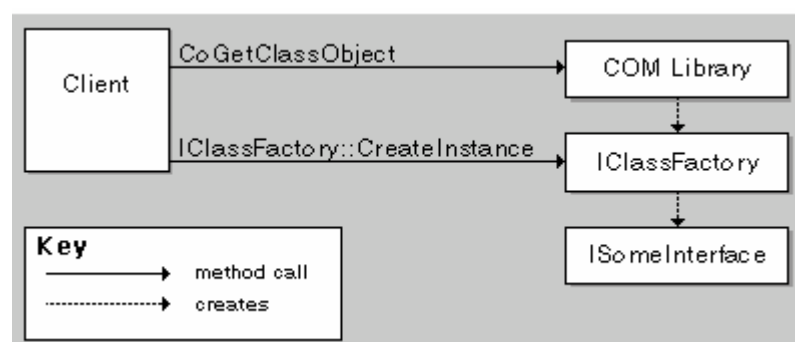 CoGetClassObject
Client
COM Library
IClassFactory::CreateInstance
IClassFactory
Key
method call
creates
ISomeInterface